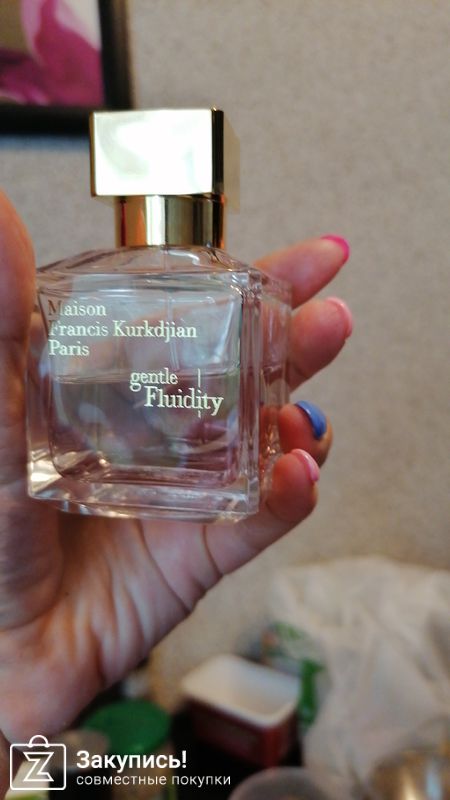 Maison
Francis Kurkdjian
Paris
gentle
Fluidity
Закупись!
совместные покупки